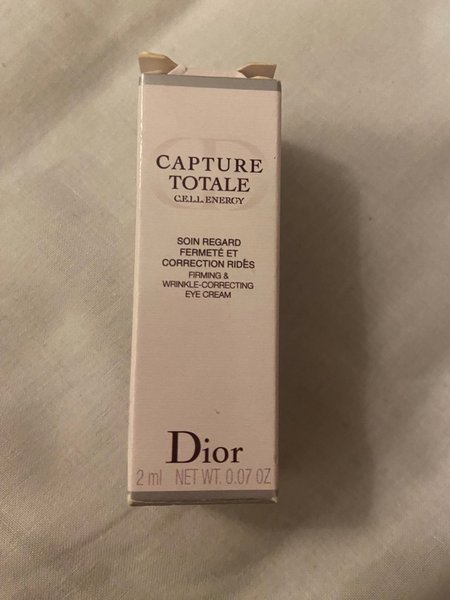 CAPTURE
TOTALE
C.E.L.L. ENERGY
SOIN REGARD
FERMETÉ ET
CORRECTION RIDES
FIRMING &
WRINKLE-CORRECTING
EYE CREAM
Dior
2 ml NET WT. 0.07 OZ